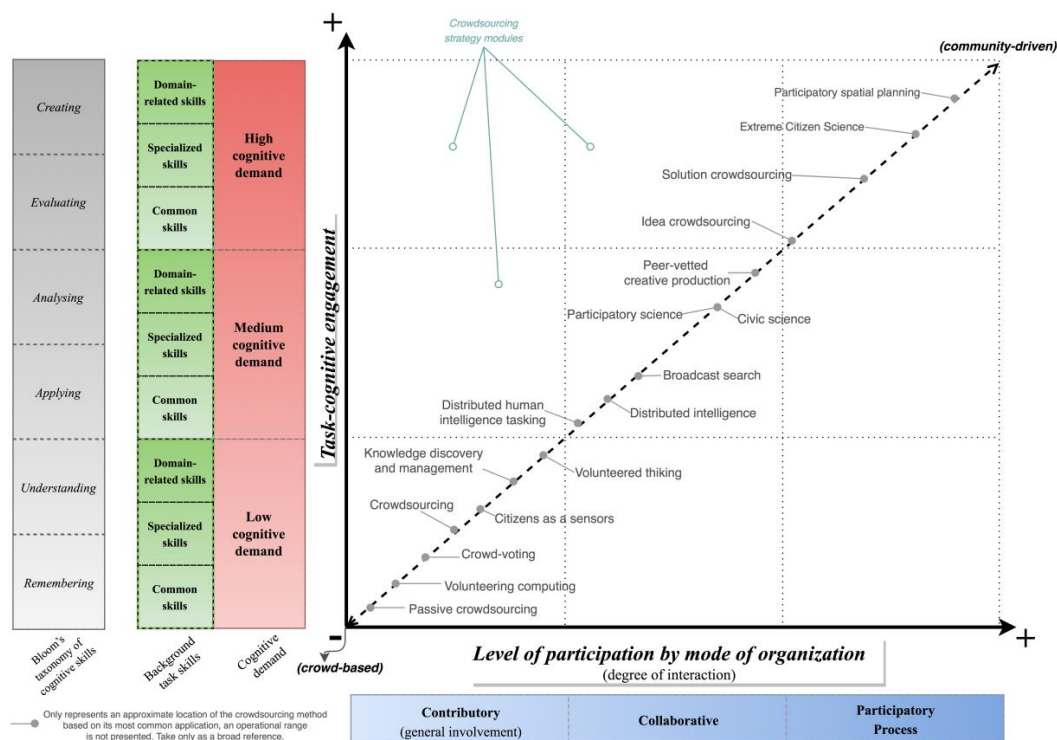 +
Crowdsourcing
strategy modules
(community-driven)
Creating
Evaluating
Analysing
Applying
Understanding
Remembering
Domain-
related skills
Specialized
skills
Common
skills
Domain-
related skills
Specialized
skills
Common
skills
Domain-
related skills
Specialized
skills
Common
skills
High
cognitive
demand
Medium
cognitive
demand
Low
cognitive
demand
Bloom's
taxonomy of
cognitive skills
Background
task skills
Cognitive
demand
Task-cognitive engagement
Participatory spatial planning
Extreme Citizen Science
Solution crowdsourcing
Idea crowdsourcing
Peer-vetted
creative production
Participatory science
Civic science
Broadcast search
Distributed human
intelligence tasking
Distributed intelligence
Knowledge discovery
and management
Volunteered thiking
Crowdsourcing
Citizens as a sensors
Crowd-voting
Volunteering computing
Passive crowdsourcing
-
+
(crowd-based)
Level of participation by mode of organization
(degree of interaction)
Contributory
(general involvement)
Collaborative
Participatory
Process
Only represents an approximate location of the crowdsourcing method
based on its most common application, an operational range
is not presented. Take only as a broad reference.